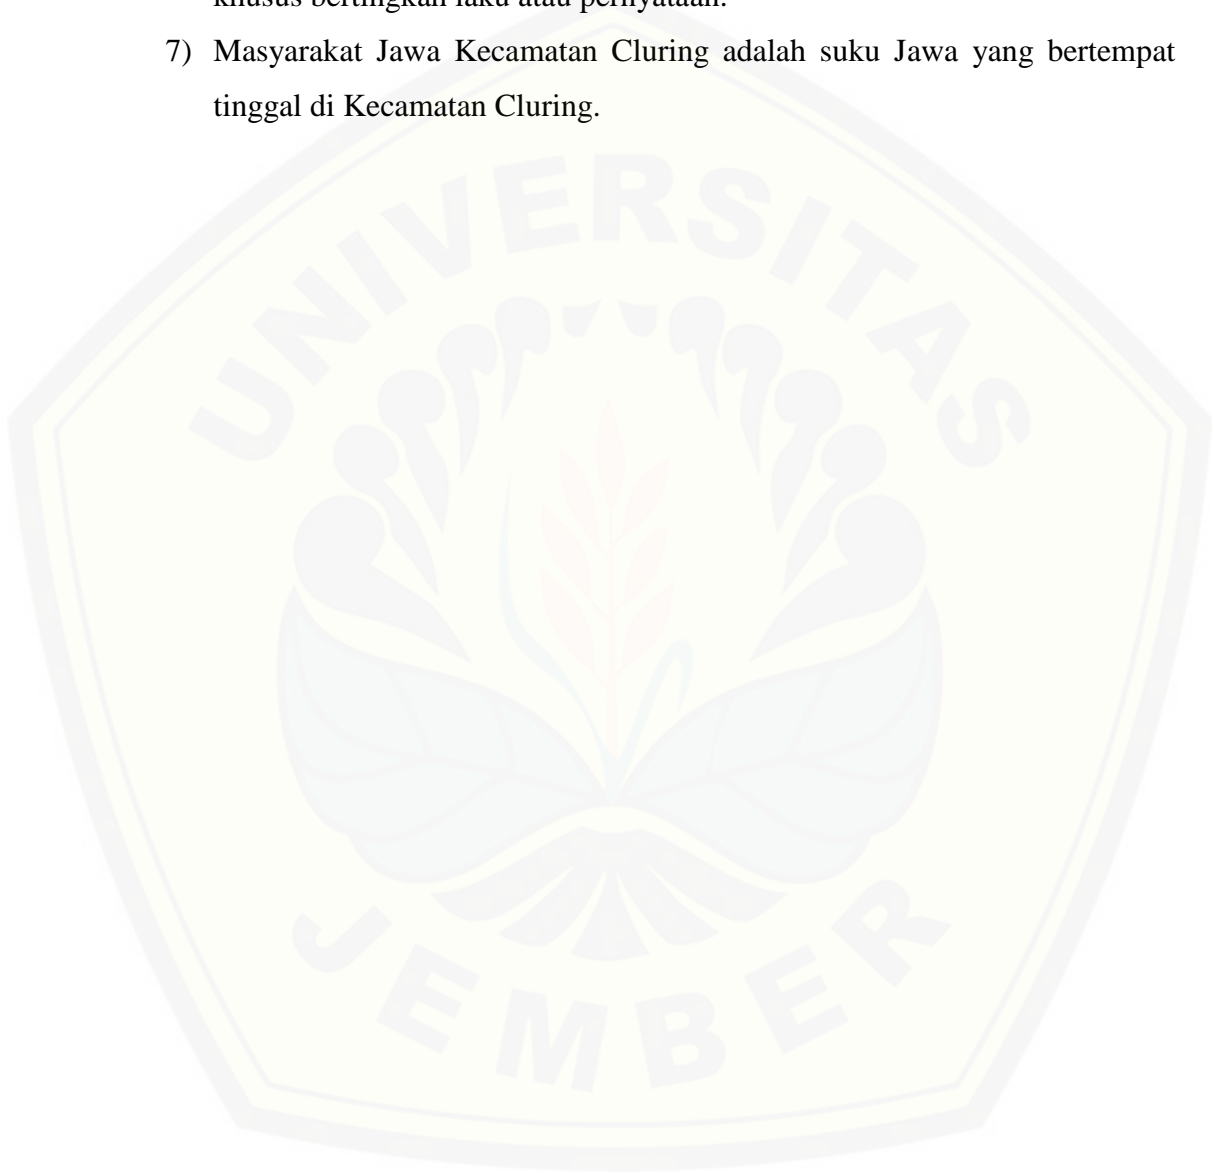 khusus bertingkah laku atau pernyataan.
7) Masyarakat Jawa Kecamatan Cluring adalah suku Jawa yang bertempat
tinggal di Kecamatan Cluring.
UNIVERSITAS
JEMBER